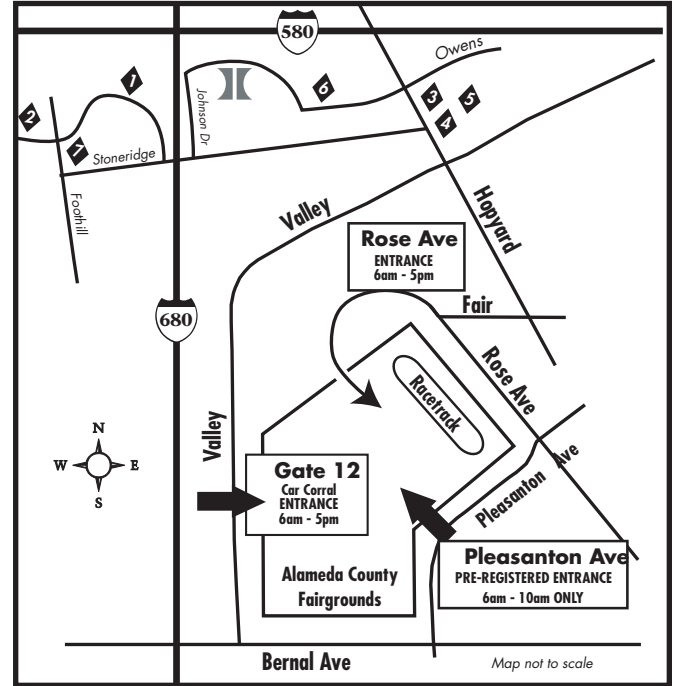 580
Owens
1
6
3
5
2
4
7
Johnson Dr
Stoneridge
Foothill
Valley
Hopyard
Rose Ave
ENTRANCE
6am - 5pm
Fair
680
Rose Ave
Racetrack
Valley
N
W E
S
Gate 12
Car Corral
ENTRANCE
6am - 5pm
Pleasanton Ave
Pleasanton Ave
PRE-REGISTERED ENTRANCE
6am - 10am ONLY
Alameda County
Fairgrounds
Bernal Ave
Map not to scale